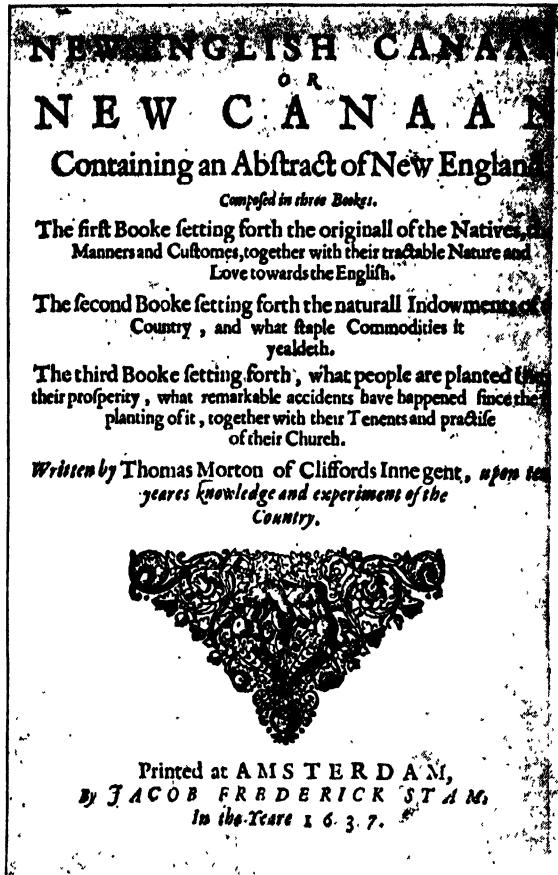 NEW ENGLISH CANAAN
OR
NEW CANAAN
Containing an Abſtract of New England
Compoſed in three Bookes.
The firſt Booke ſetting forth the originall of the Natives,
Manners and Cuſtomes, together with their tractable Nature and
Love towards the Engliſh.
The ſecond Booke ſetting forth the naturall Indowments of
Country, and what ſtaple Commodities it
yealdeth.
The third Booke ſetting forth, what people are planted
their proſperity, what remarkable accidents have happened ſince the
planting of it, together with their Tenents and practiſe
of their Church.
Written by Thomas Morton of Cliffords Inne gent, upon ten
yeares knowledge and experiment of the
Country.
Printed at AMSTERDAM,
By JACOB FREDERICK STAM.
In the Yeare 1637.